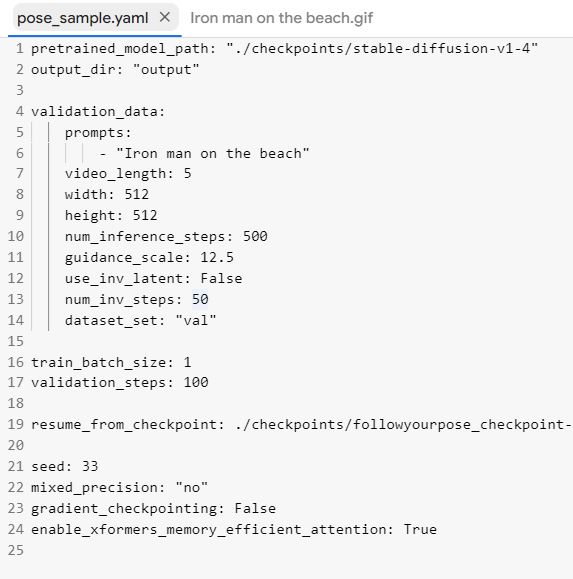 pose_sample.yaml × Iron man on the beach.gif
1 pretrained_model_path: "./checkpoints/stable-diffusion-v1-4"
2 output_dir: "output"
3
4 validation_data:
5 prompts:
6 - "Iron man on the beach"
7 video_length: 5
8 width: 512
9 height: 512
10 num_inference_steps: 500
11 guidance_scale: 12.5
12 use_inv_latent: False
13 num_inv_steps: 50
14 dataset_set: "val"
15
16 train_batch_size: 1
17 validation_steps: 100
18
19 resume_from_checkpoint: ./checkpoints/followyourpose_checkpoint-
20
21 seed: 33
22 mixed_precision: "no"
23 gradient_checkpointing: False
24 enable_xformers_memory_efficient_attention: True
25